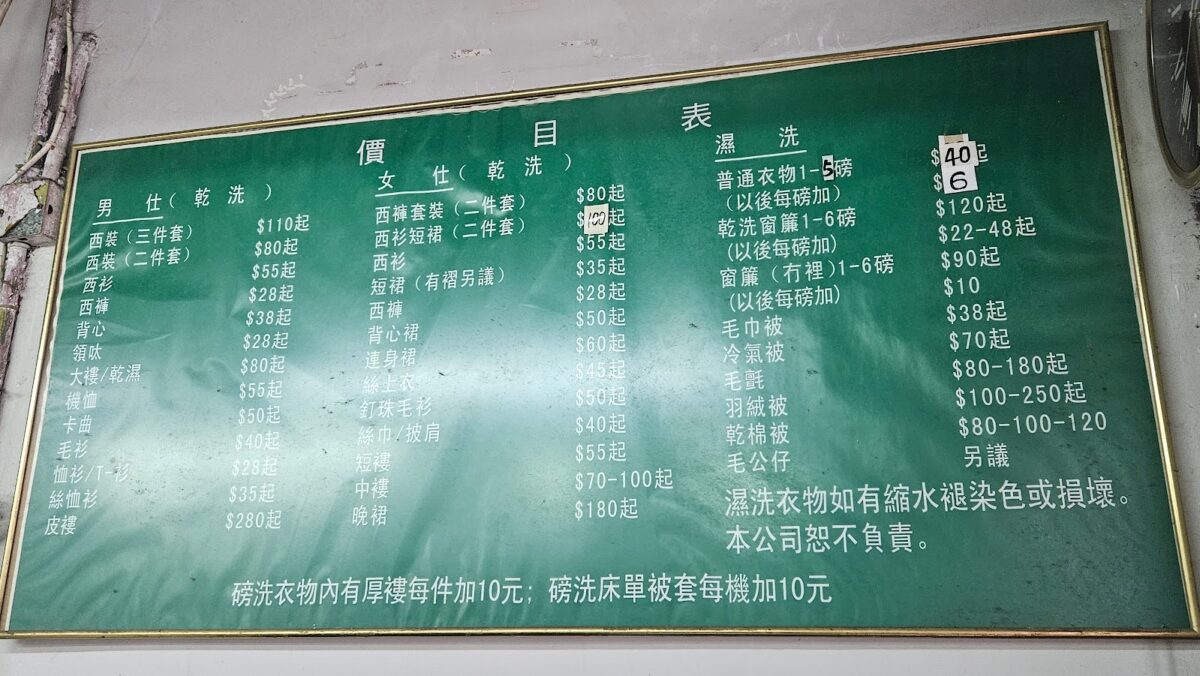 價目表
男 仕(乾洗)
西裝(三件套) $110起
西裝(二件套) $80起
西衫 $55起
西褲 $28起
背心 $38起
領呔 $28起
大褸/乾濕 $80起
機恤 $55起
卡曲 $50起
毛衫 $40起
恤衫/T-衫 $28起
絲恤衫 $35起
皮褸 $280起
女 仕(乾洗)
西褲套裝(二件套) $80起
西衫短裙(二件套) $100起
西衫 $55起
短裙(有褶另議) $35起
西褲 $28起
背心裙 $50起
連身裙 $60起
絲上衣 $45起
釘珠毛衫 $50起
絲巾/披肩 $40起
短褸 $55起
中褸 $70-100起
晚裙 $180起
濕 洗
普通衣物1-5磅 $40起
(以後每磅加) $6
乾洗窗簾1-6磅 $120起
(以後每磅加) $22-48起
窗簾(冇裡)1-6磅 $90起
(以後每磅加) $10
毛巾被 $38起
冷氣被 $70起
毛氈 $80-180起
羽絨被 $100-250起
乾棉被 $80-100-120
毛公仔 另議
濕洗衣物如有縮水褪染色或損壞。
本公司恕不負責。
磅洗衣物內有厚褸每件加10元；磅洗床單被套每機加10元